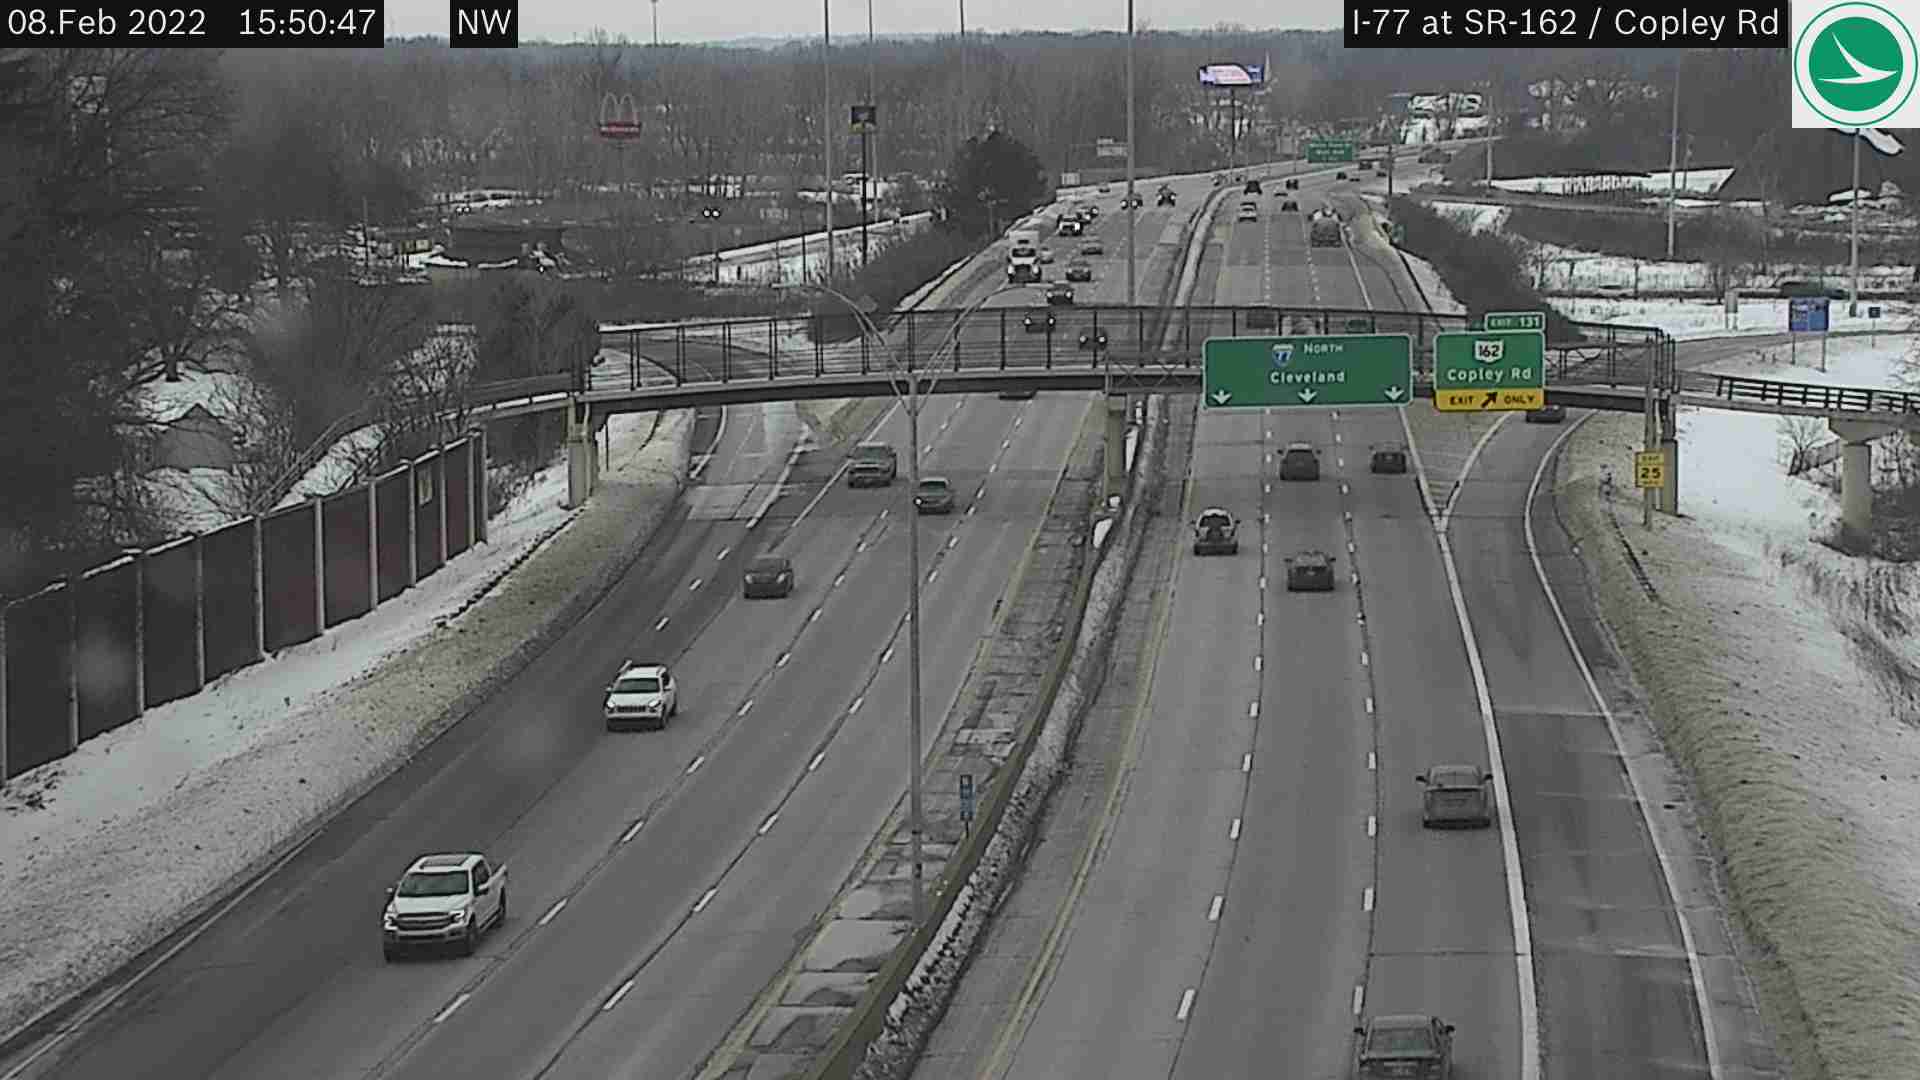 08.Feb 2022 15:50:47
NW
I-77 at SR-162 / Copley Rd
McDonald's
EXIT 131
77 NORTH
Cleveland
162
Copley Rd
EXIT ONLY
EXIT
25